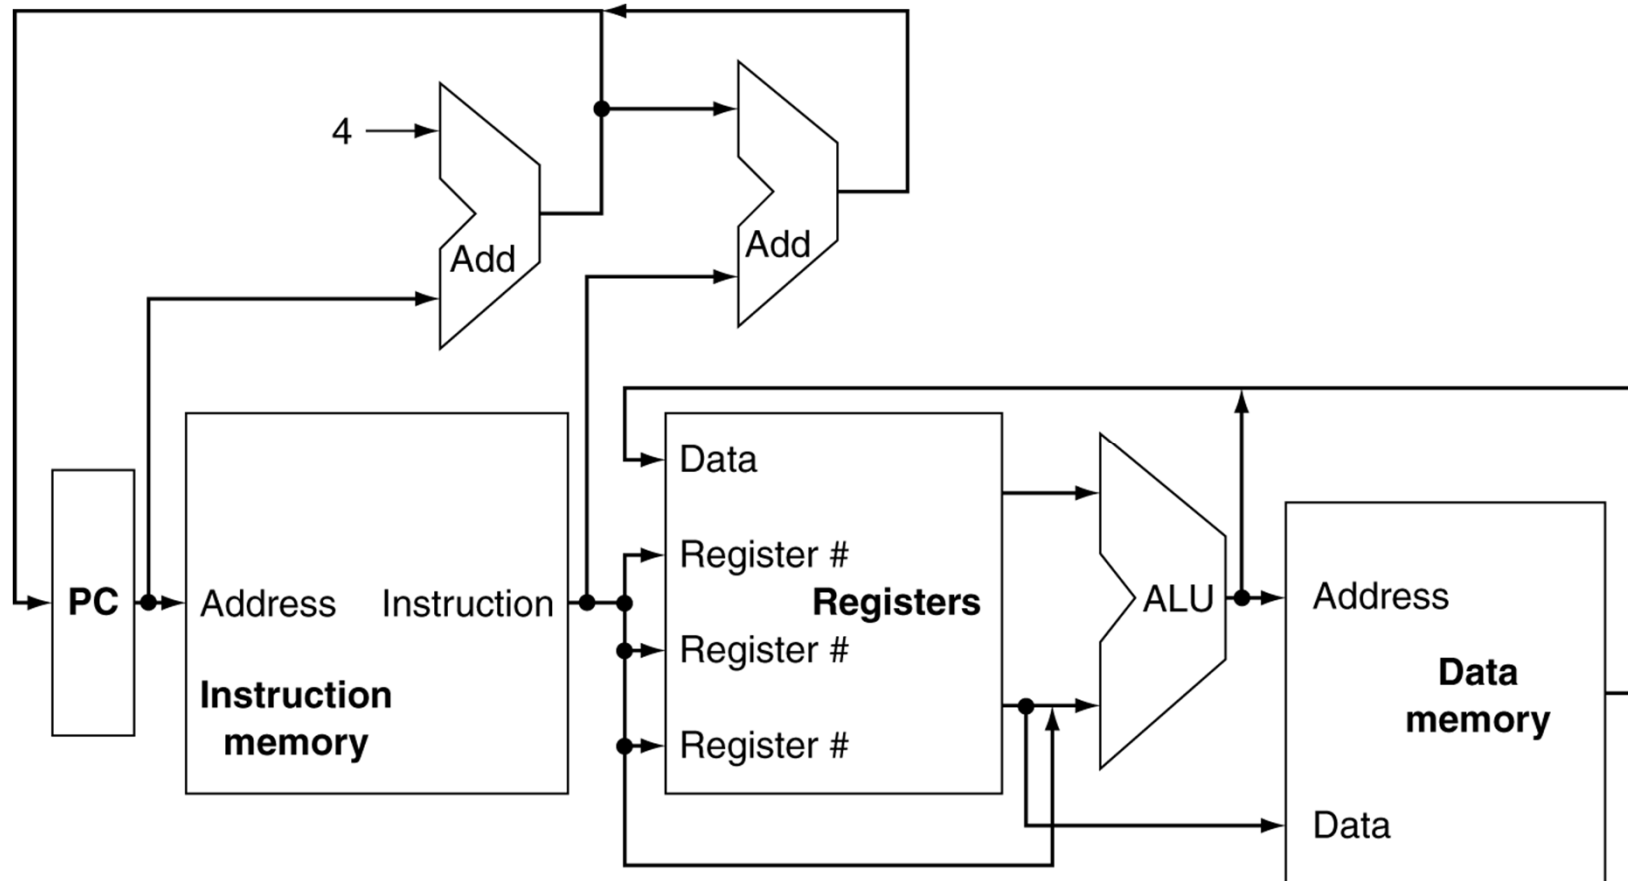 4
Add
Add
Data
Register #
PC
Address
Instruction
Registers
ALU
Address
Register #
Instruction
memory
Data
memory
Register #
Data